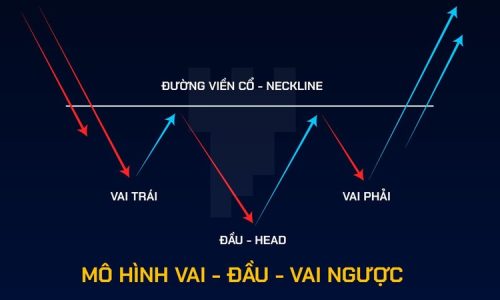 ĐƯỜNG VIỀN CỔ - NECKLINE
VAI TRÁI
VAI PHẢI
ĐẦU - HEAD
MÔ HÌNH VAI - ĐẦU - VAI NGƯỢC